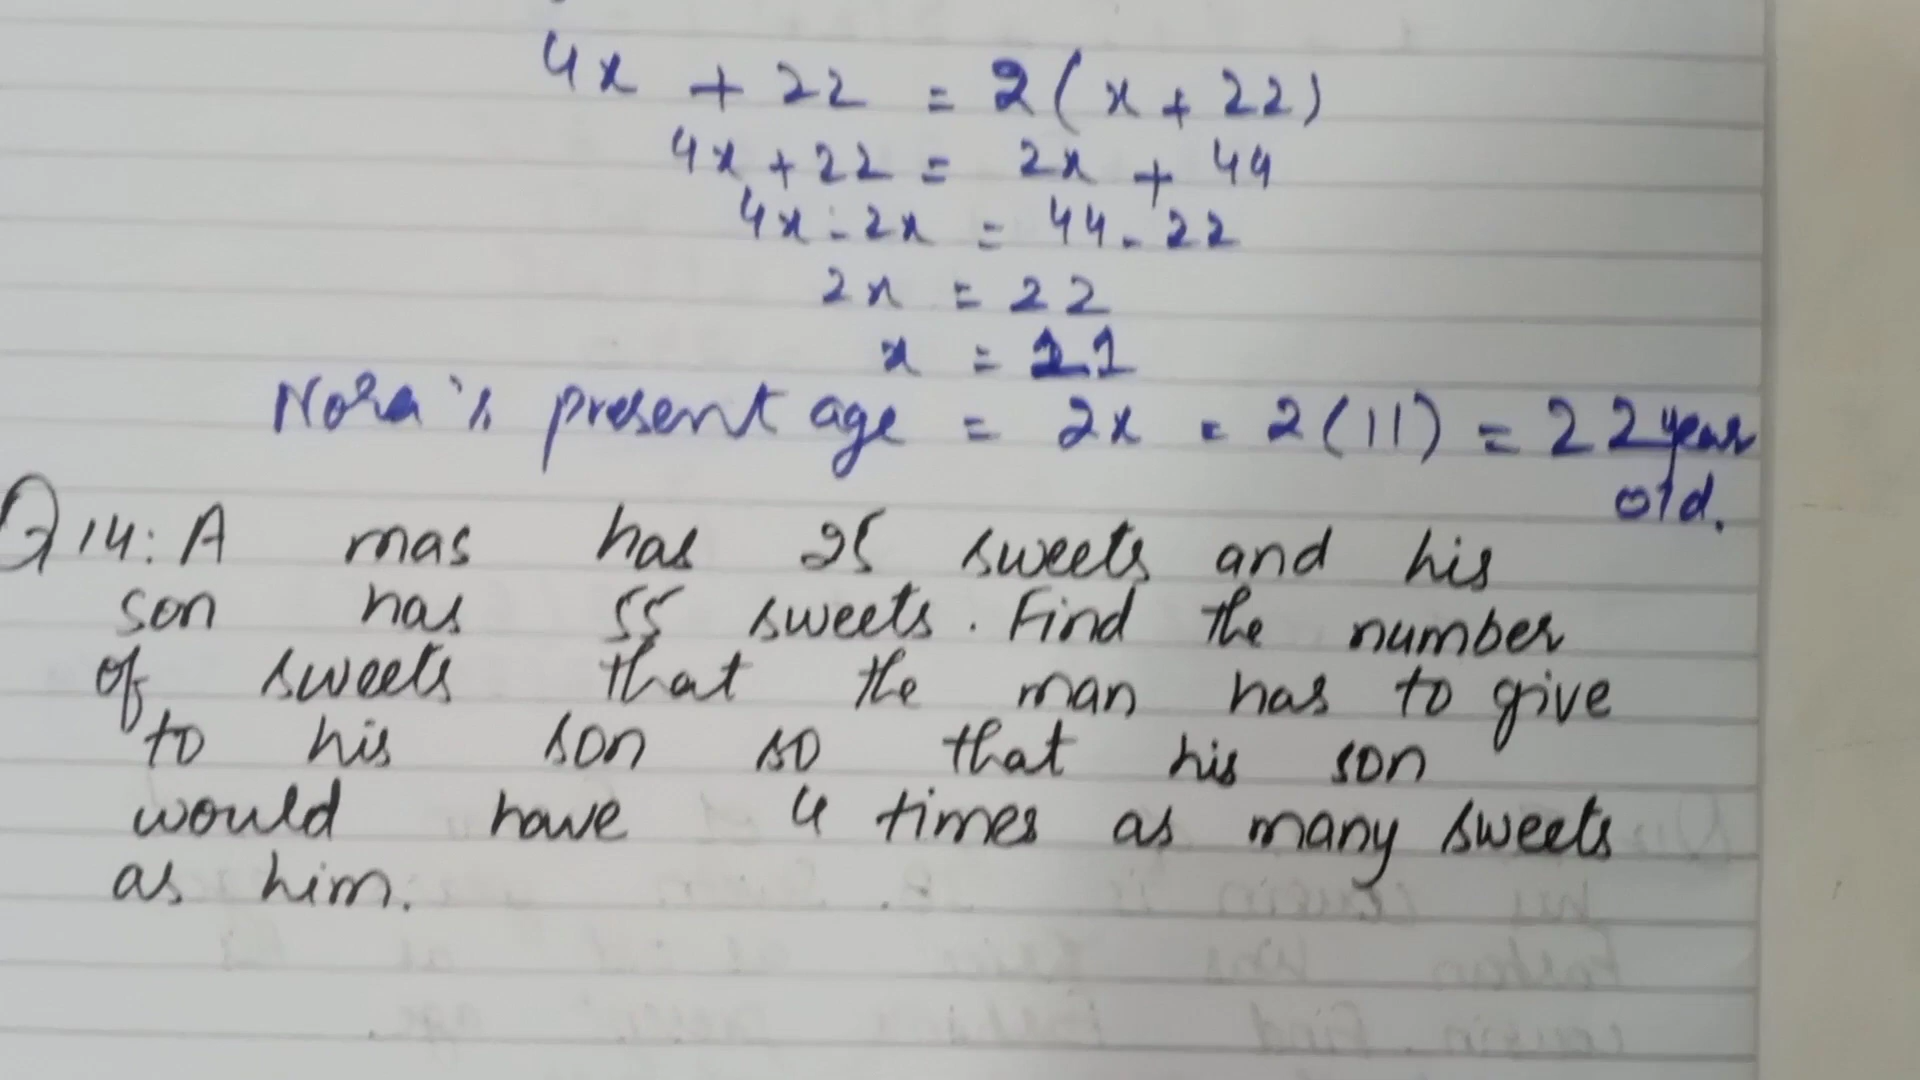 4x + 22 = 2(x + 22)
4x + 22 = 2x + 44
4x - 2x = 44 - 22
2x = 22
x = 11
Nora's present age = 2x = 2(11) = 22 year
old.
Q14: A mas has 25 sweets and his
son has 55 sweets. Find the number
of sweets that the man has to give
to his son so that his son
would have 4 times as many sweets
as him.